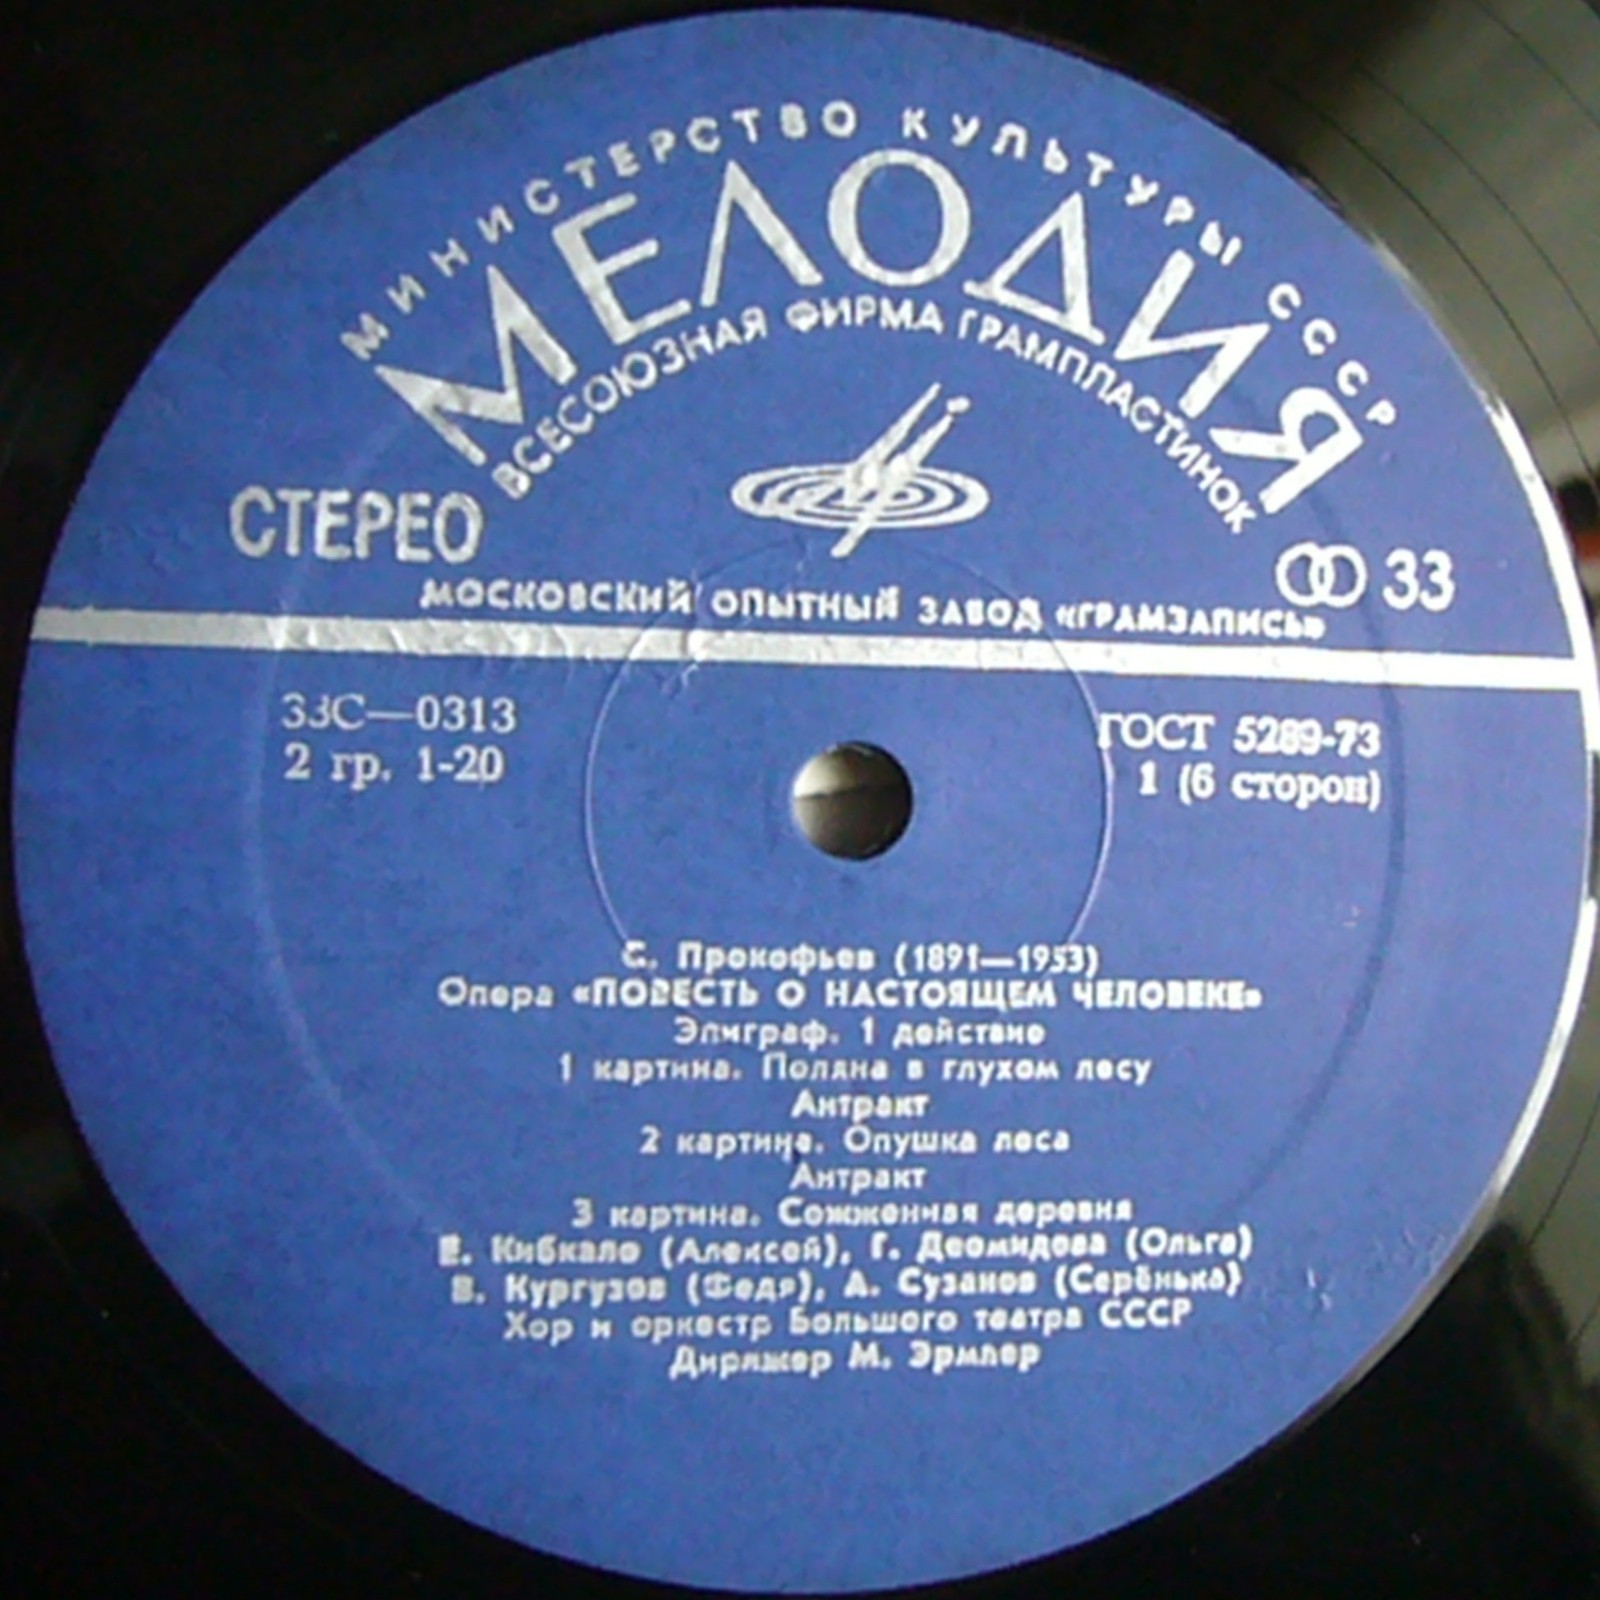 МИНИСТЕРСТВО КУЛЬТУРЫ СССР
МЕЛОДИЯ
ВСЕСОЮЗНАЯ ФИРМА ГРАМПЛАСТИНОК
СТЕРЕО
33
МОСКОВСКИЙ ОПЫТНЫЙ ЗАВОД «ГРАМЗАПИСЬ»
33С—0313
ГОСТ 5289-73
2 гр. 1-20
1 (6 сторон)
С. Прокофьев (1891—1953)
Опера «ПОВЕСТЬ О НАСТОЯЩЕМ ЧЕЛОВЕКЕ»
Эпиграф. 1 действие
1 картина. Поляна в глухом лесу
Антракт
2 картина. Опушка леса
Антракт
3 картина. Сожженная деревня
Е. Кибкало (Алексей), Г. Деомидова (Ольга)
В. Кургузов (Федя), А. Сузанов (Серёнька)
Хор и оркестр Большого театра СССР
Дирижер М. Эрмлер